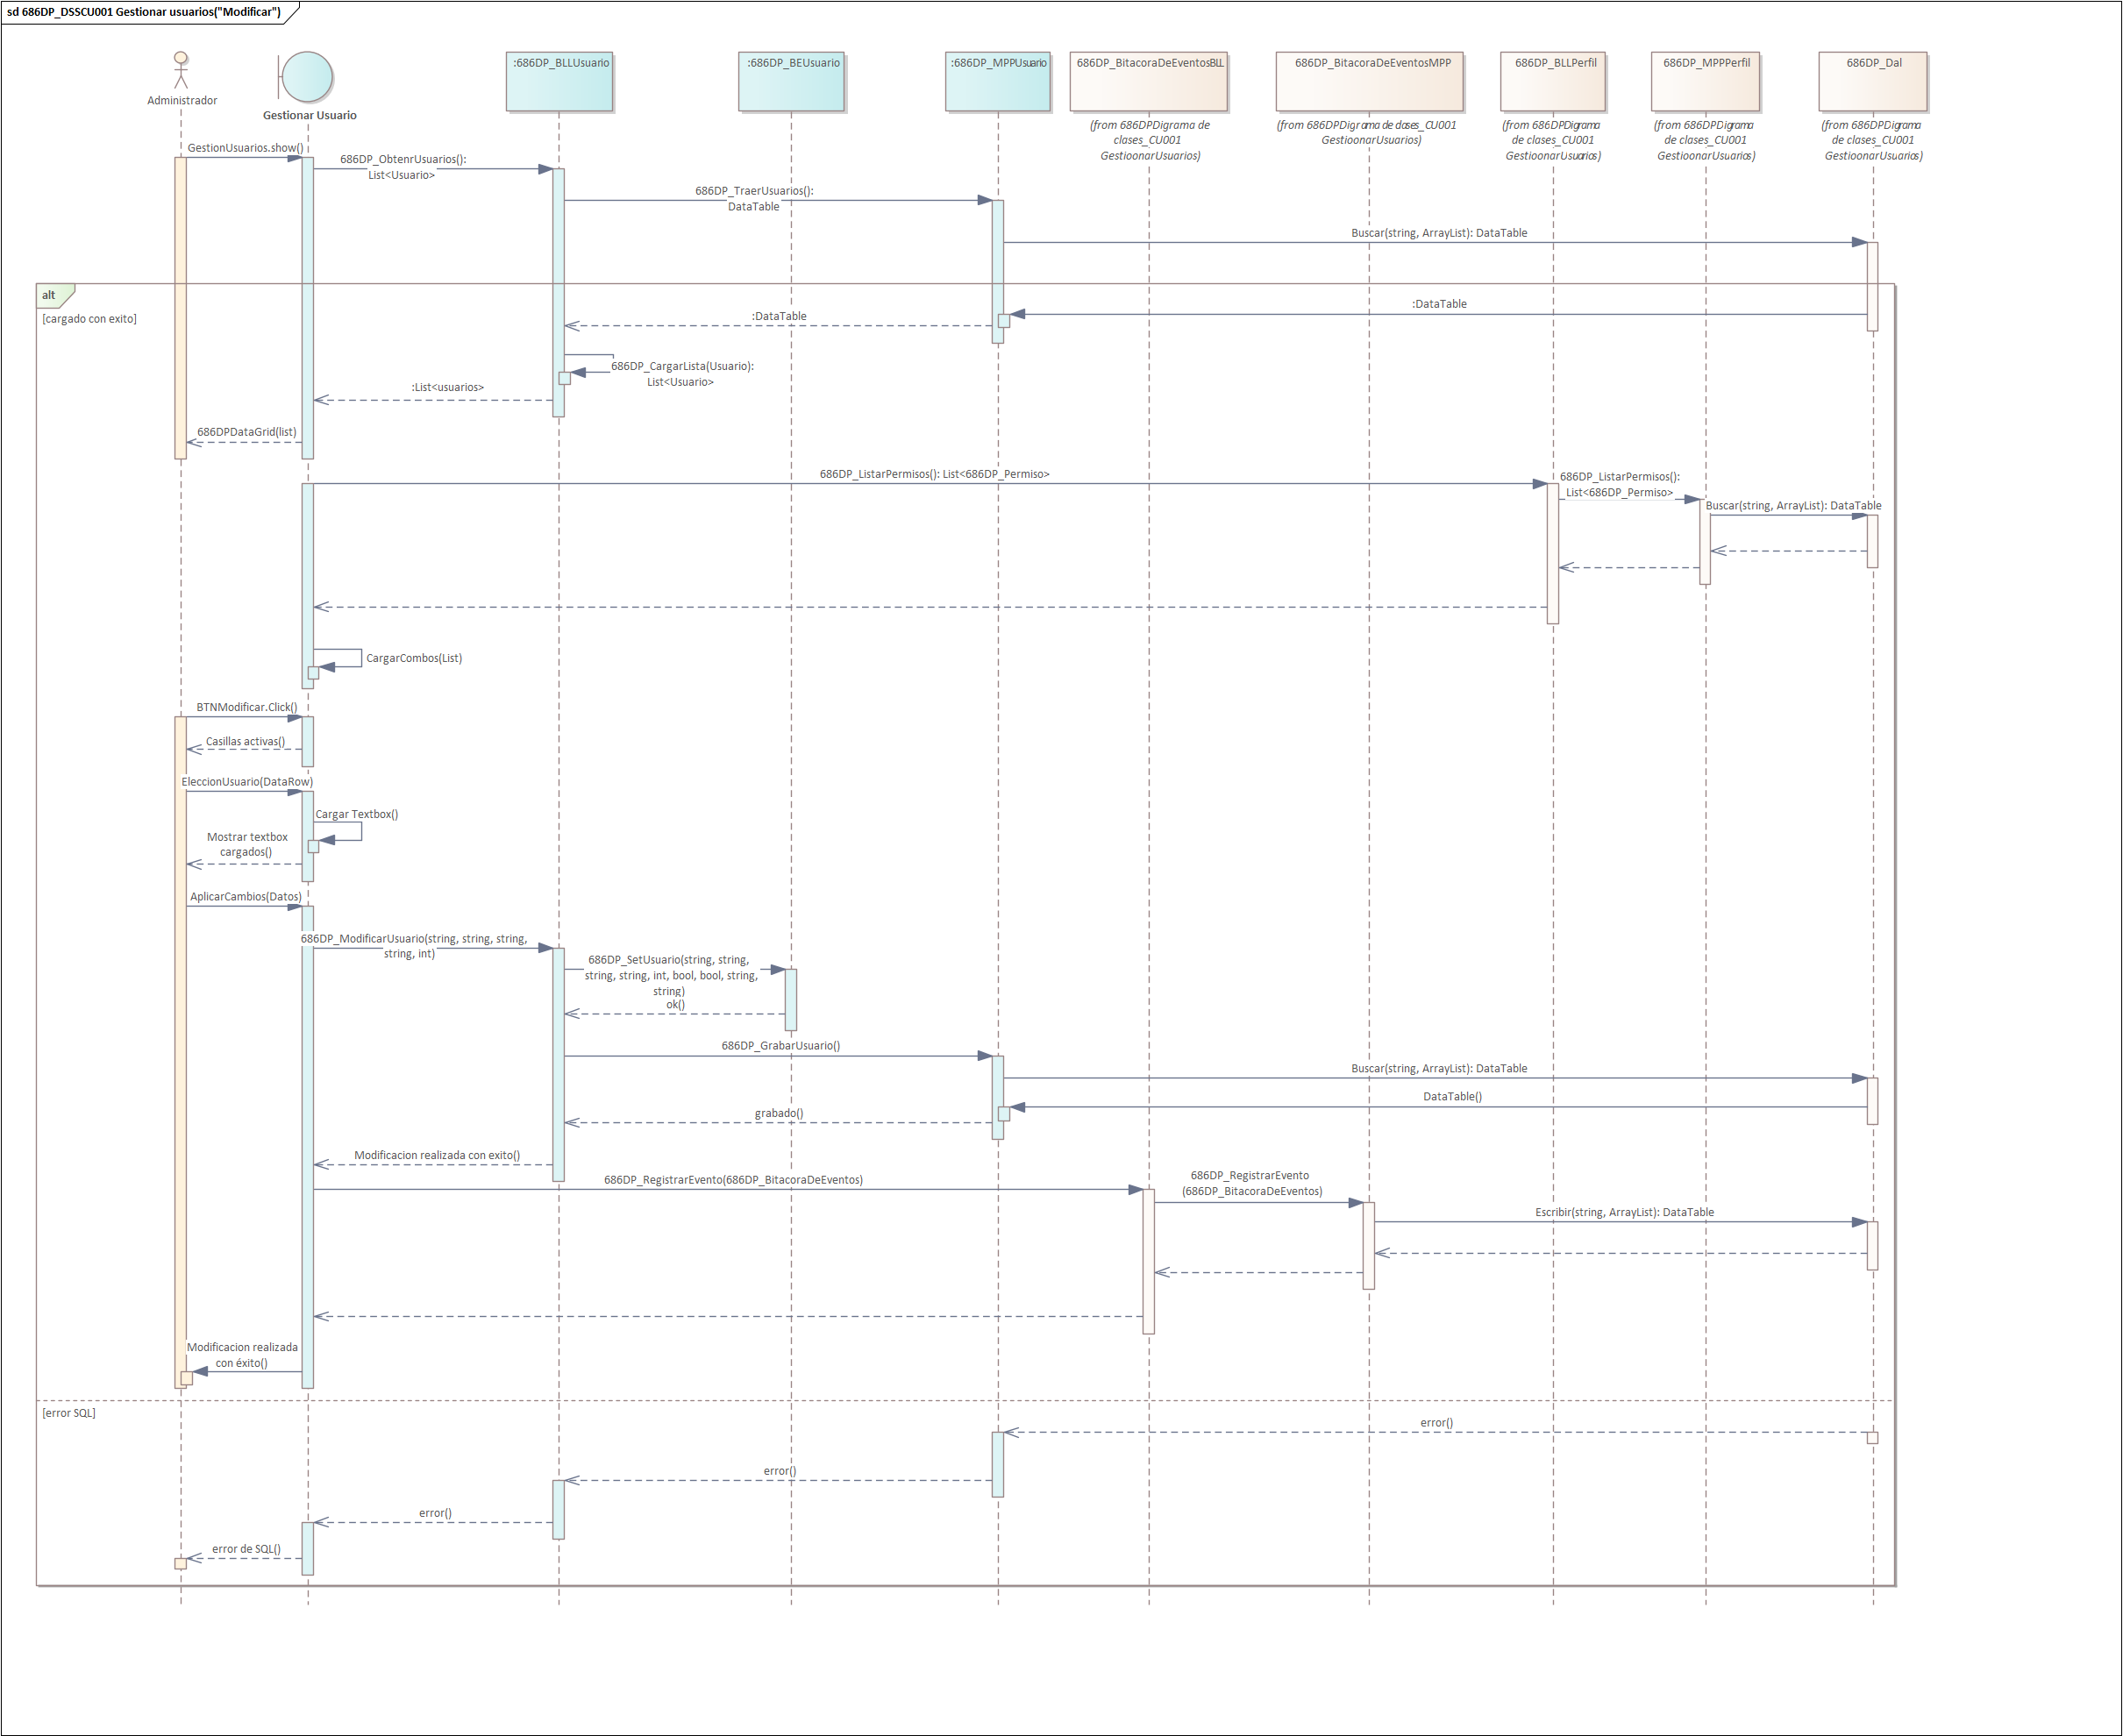 sd 686DP_DSSCU001 Gestionar usuarios("Modificar")
Administrador
Gestionar Usuario
:686DP_BLLUsuario
:686DP_BEUsuario
:686DP_MPPUsuario
686DP_BitacoraDeEventosBLL
(from 686DPDigrama de
clases_CU001
GestioonarUsuarios)
686DP_BitacoraDeEventosMPP
(from 686DPDigrama de clases_CU001
GestioonarUsuarios)
686DP_BLLPerfil
(from 686DPDigrama
de clases_CU001
GestioonarUsuarios)
686DP_MPPPerfil
(from 686DPDigrama
de clases_CU001
GestioonarUsuarios)
686DP_Dal
(from 686DPDigrama
de clases_CU001
GestioonarUsuarios)
GestionUsuarios.show()
686DP_ObtenrUsuarios():
List<Usuario>
686DP_TraerUsuarios():
DataTable
Buscar(string, ArrayList): DataTable
alt
[cargado con exito]
:DataTable
:DataTable
686DP_CargarLista(Usuario):
List<Usuario>
:List<usuarios>
686DPDataGrid(list)
686DP_ListarPermisos(): List<686DP_Permiso>
686DP_ListarPermisos():
List<686DP_Permiso>
Buscar(string, ArrayList): DataTable
CargarCombos(List)
BTNModificar.Click()
Casillas activas()
EleccionUsuario(DataRow)
Cargar Textbox()
Mostrar textbox
cargados()
AplicarCambios(Datos)
686DP_ModificarUsuario(string, string, string,
string, int)
686DP_SetUsuario(string, string,
string, string, int, bool, bool, string,
string)
ok()
686DP_GrabarUsuario()
Buscar(string, ArrayList): DataTable
DataTable()
grabado()
Modificacion realizada con exito()
686DP_RegistrarEvento(686DP_BitacoraDeEventos)
686DP_RegistrarEvento
(686DP_BitacoraDeEventos)
Escribir(string, ArrayList): DataTable
Modificacion realizada
con éxito()
[error SQL]
error()
error()
error()
error de SQL()